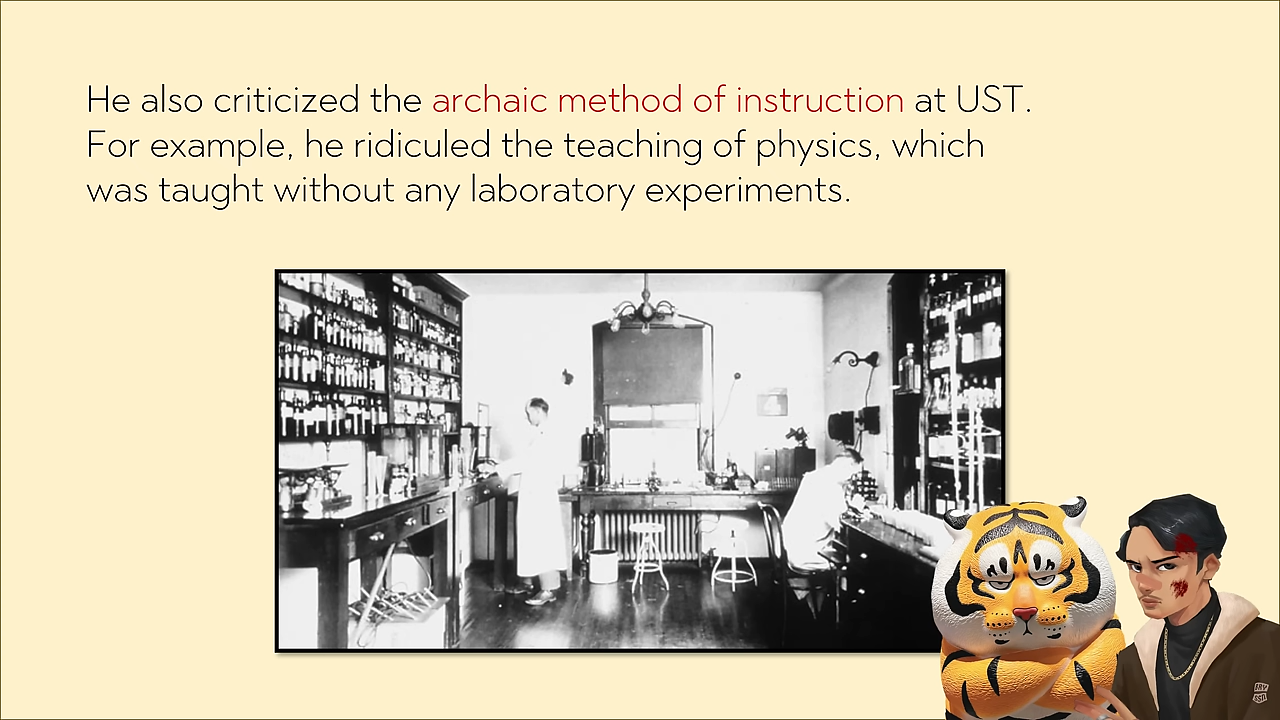 He also criticized the archaic method of instruction at UST.
For example, he ridiculed the teaching of physics, which
was taught without any laboratory experiments.